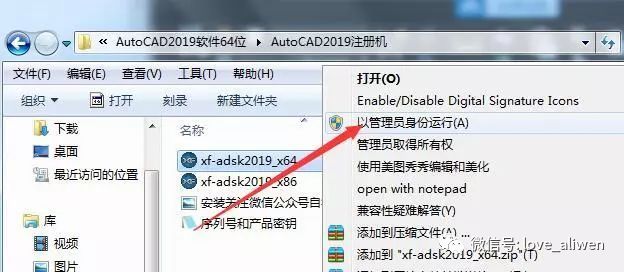 AutoCAD2019软件64位 AutoCAD2019注册机
文件(F) 编辑(E) 查看(V) 工具(T) 帮助(H)
组织 打开 刻录 新建文件夹
下载
桌面
最近访问的位置
库
视频
图片
名称
xf-adsk2019_x64
xf-adsk2019_x86
安装关注微信公众号自
序列号和产品密钥
打开(O)
Enable/Disable Digital Signature Icons
以管理员身份运行(A)
管理员取得所有权
使用美图秀秀编辑和美化
open with notepad
兼容性疑难解答(Y)
添加到压缩文件(A)...
添加到 "xf-adsk2019_x64.zip"(T)
微信号: love_aliwen